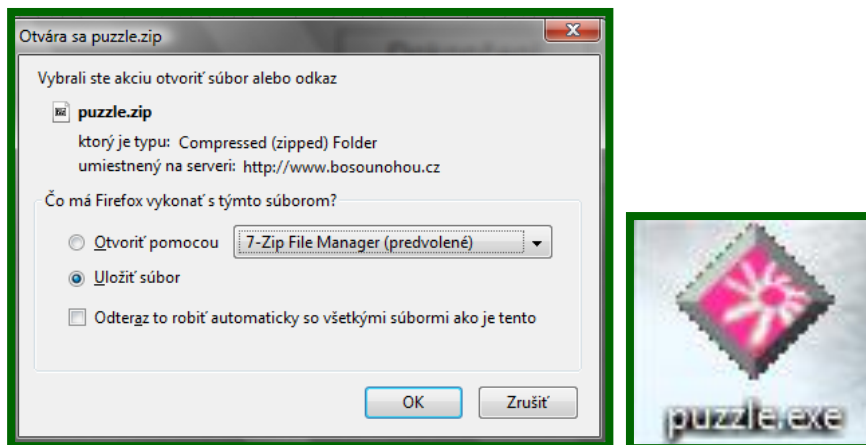 Otvára sa puzzle.zip
Vybrali ste akciu otvoriť súbor alebo odkaz
puzzle.zip
ktorý je typu: Compressed (zipped) Folder
umiestnený na serveri: http://www.bosounohou.cz
Čo má Firefox vykonať s týmto súborom?
Otvoriť pomocou 7-Zip File Manager (predvolené)
Uložiť súbor
Odteraz to robiť automaticky so všetkými súbormi ako je tento
OK Zrušiť
puzzle.exe